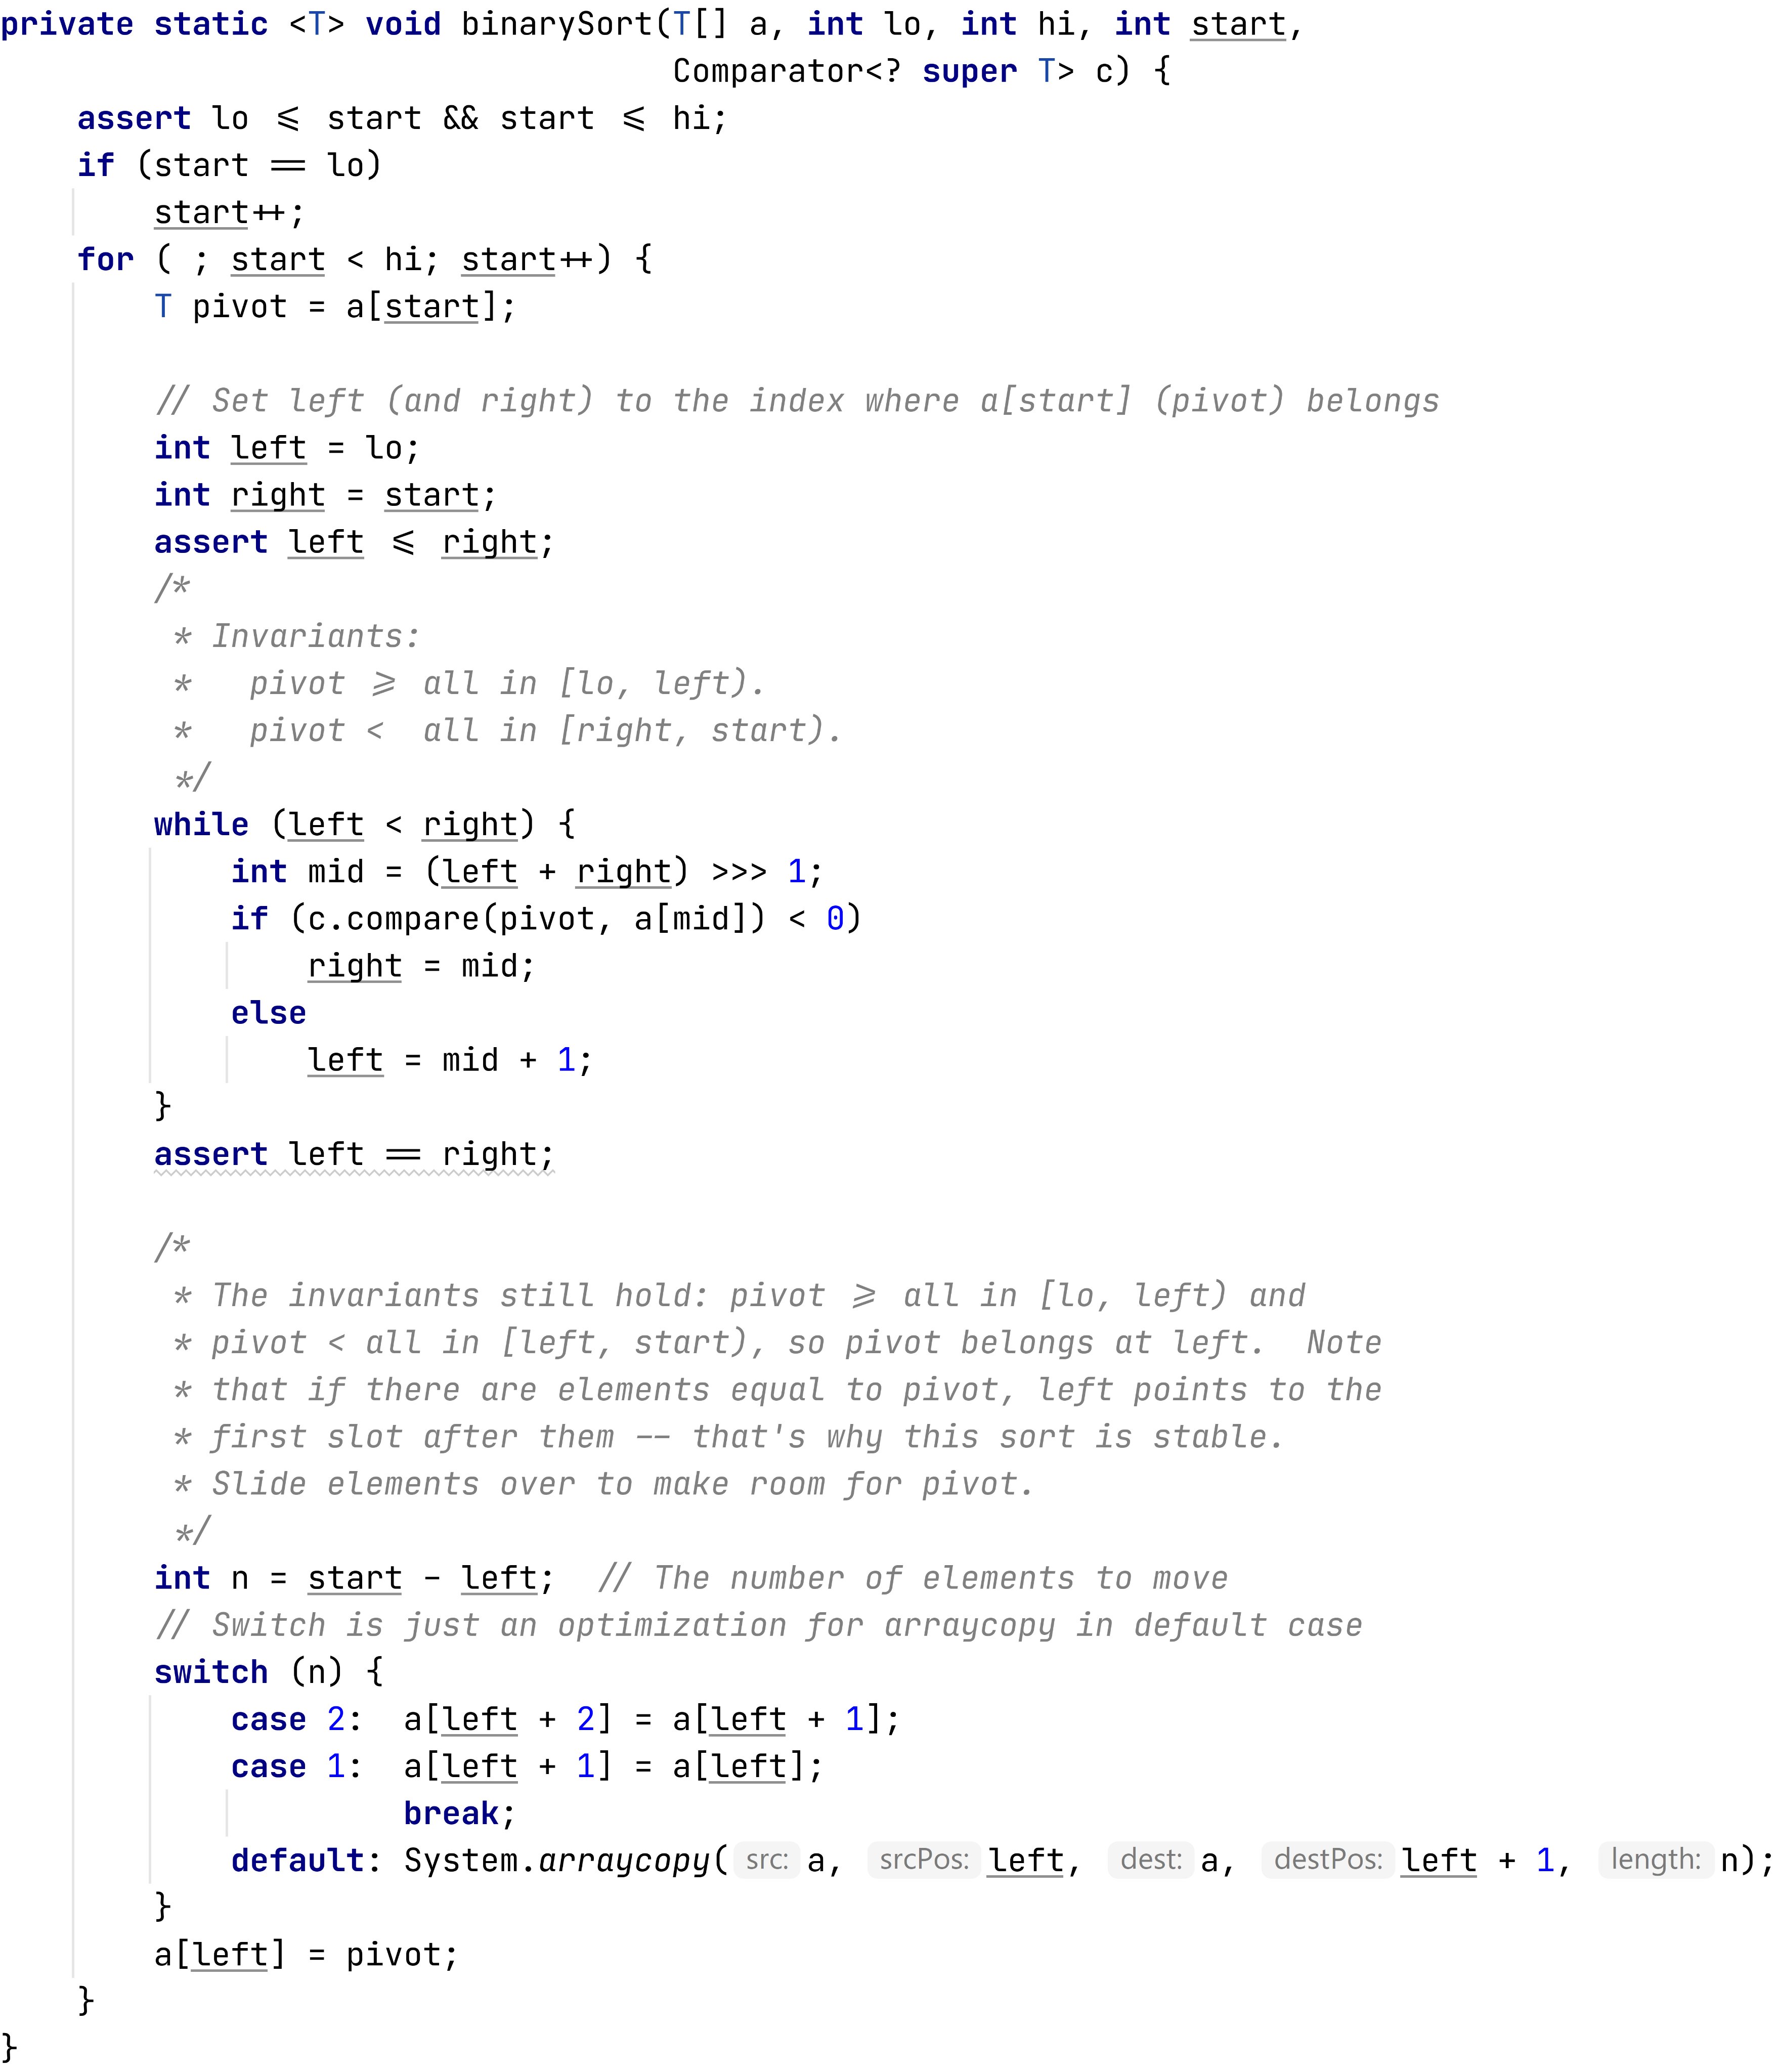 private static <T> void binarySort(T[] a, int lo, int hi, int start,
                                   Comparator<? super T> c) {
    assert lo <= start && start <= hi;
    if (start == lo)
        start++;
    for ( ; start < hi; start++) {
        T pivot = a[start];

        // Set left (and right) to the index where a[start] (pivot) belongs
        int left = lo;
        int right = start;
        assert left <= right;
        /*
         * Invariants:
         *   pivot >= all in [lo, left).
         *   pivot <  all in [right, start).
         */
        while (left < right) {
            int mid = (left + right) >>> 1;
            if (c.compare(pivot, a[mid]) < 0)
                right = mid;
            else
                left = mid + 1;
        }
        assert left == right;

        /*
         * The invariants still hold: pivot >= all in [lo, left) and
         * pivot < all in [left, start), so pivot belongs at left.  Note
         * that if there are elements equal to pivot, left points to the
         * first slot after them -- that's why this sort is stable.
         * Slide elements over to make room for pivot.
         */
        int n = start - left;  // The number of elements to move
        // Switch is just an optimization for arraycopy in default case
        switch (n) {
            case 2:  a[left + 2] = a[left + 1];
            case 1:  a[left + 1] = a[left];
                     break;
            default: System.arraycopy( src: a,  srcPos: left,  dest: a,  destPos: left + 1,  length: n);
        }
        a[left] = pivot;
    }
}